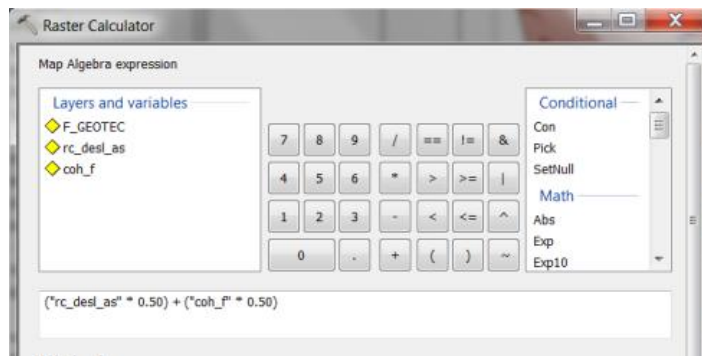 Raster Calculator
Map Algebra expression
Layers and variables
F_GEOTEC
rc_desl_as
coh_f
7 8 9 / == != &
4 5 6 * > >= |
1 2 3 - < <= ^
0 . + ( ) ~
Conditional
Con
Pick
SetNull
Math
Abs
Exp
Exp10
("rc_desl_as" * 0.50) + ("coh_f" * 0.50)